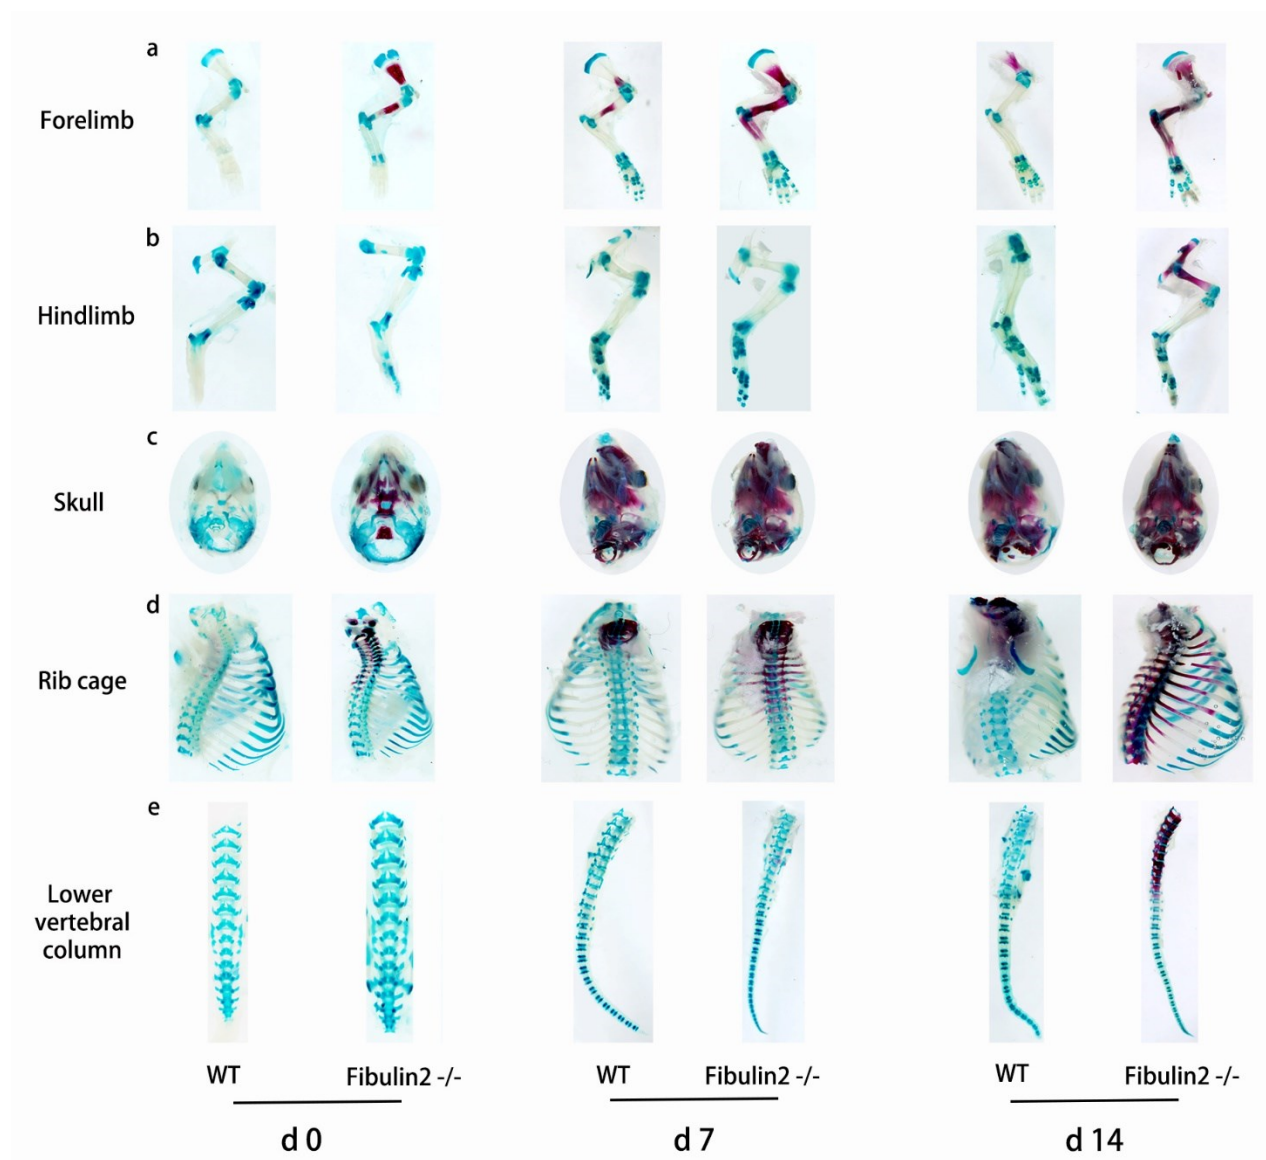 a
Forelimb
b
Hindlimb
c
Skull
d
Rib cage
e
Lower
vertebral
column
WT Fibulin2 -/- WT Fibulin2 -/- WT Fibulin2 -/-
d 0 d 7 d 14